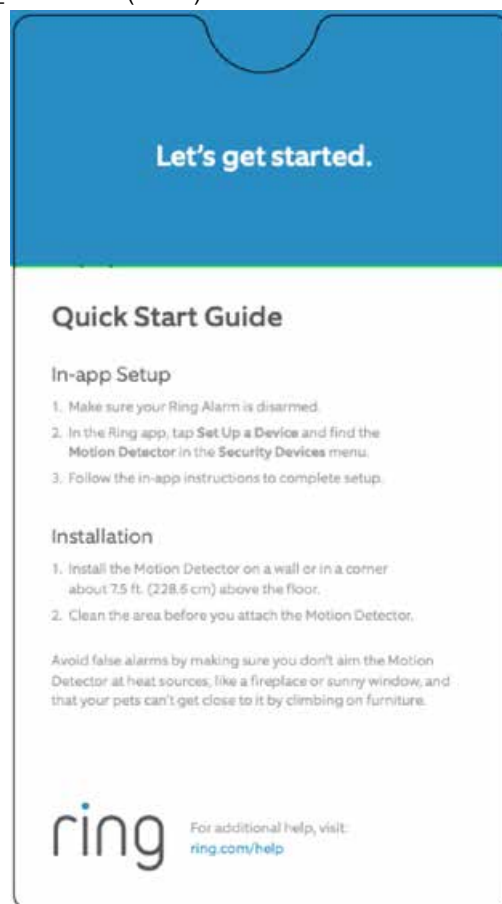 Let's get started.
Quick Start Guide
In-app Setup
1. Make sure your Ring Alarm is disarmed.
2. In the Ring app, tap Set Up a Device and find the
Motion Detector in the Security Devices menu.
3. Follow the in-app instructions to complete setup.
Installation
1. Install the Motion Detector on a wall or in a corner
about 7.5 ft. (228.6 cm) above the floor.
2. Clean the area before you attach the Motion Detector.
Avoid false alarms by making sure you don't aim the Motion
Detector at heat sources, like a fireplace or sunny window, and
that your pets can't get close to it by climbing on furniture.
ring
For additional help, visit:
ring.com/help